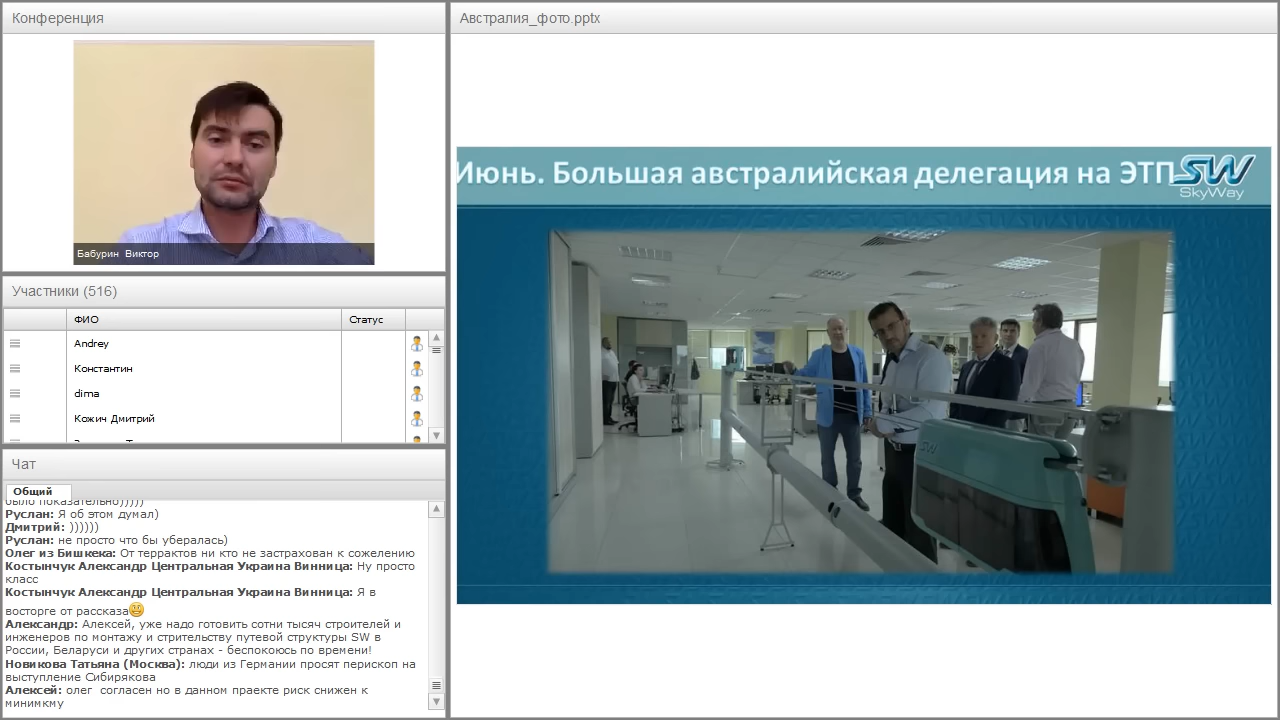 Конференция
Бабурин Виктор
Участники (516)
ФИО
Статус
Andrey
Константин
dima
Кожич Дмитрий
Чат
Общий
было показательно)))))
Руслан: Я об этом думал)
Дмитрий: ))))))
Руслан: не просто что бы убералась)
Олег из Бишкека: От террактов ни кто не застрахован к сожелению
Костынчук Александр Центральная Украина Винница: Ну просто
класс
Костынчук Александр Центральная Украина Винница: Я в
восторге от рассказа
Александр: Алексей, уже надо готовить сотни тысяч строителей и
инженеров по монтажу и стрительству путевой структуры SW в
России, Беларуси и других странах - беспокоюсь по времени!
Новикова Татьяна (Москва): люди из Германии просят перископ на
выступление Сибирякова
Алексей: олег согласен но в данном праекте риск снижен к
минимкму
Австралия_фото.pptx
Июнь. Большая австралийская делегация на ЭТП
SW
SkyWay
SW